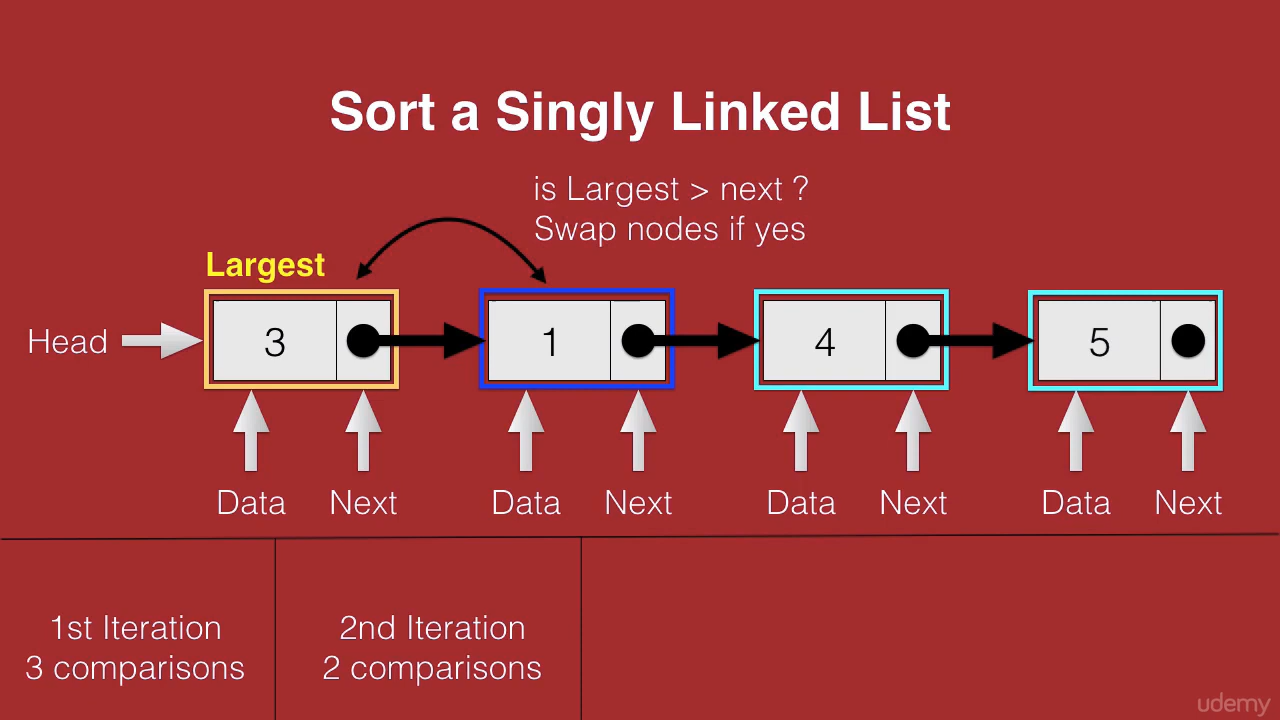 Sort a Singly Linked List
is Largest > next ?
Swap nodes if yes
Largest
Head
3
1
4
5
Data Next Data Next Data Next Data Next
1st Iteration
3 comparisons
2nd Iteration
2 comparisons
udemy